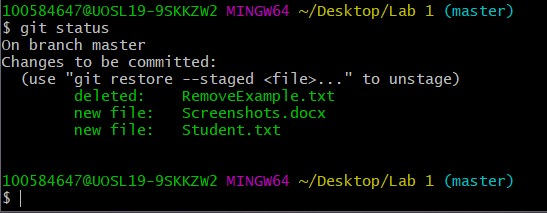 100584647@UOSL19-9SKKZW2 MINGW64 ~/Desktop/Lab 1 (master)
$ git status
On branch master
Changes to be committed:
  (use "git restore --staged <file>..." to unstage)
        deleted:    RemoveExample.txt
        new file:   Screenshots.docx
        new file:   Student.txt

100584647@UOSL19-9SKKZW2 MINGW64 ~/Desktop/Lab 1 (master)
$